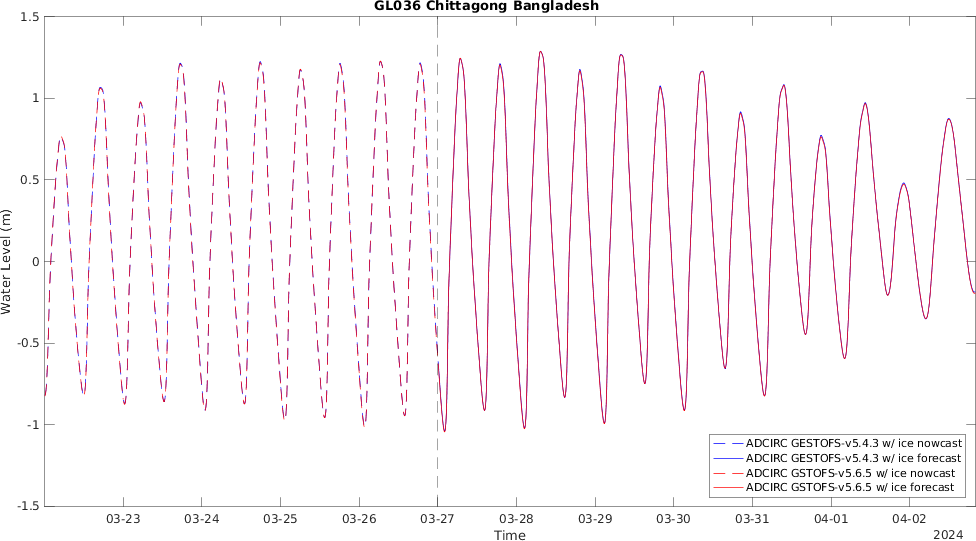 GL036 Chittagong Bangladesh
1.5
1
0.5
0
-0.5
-1
-1.5
Water Level (m)
ADCIRC GESTOFS-v5.4.3 w/ ice nowcast
ADCIRC GESTOFS-v5.4.3 w/ ice forecast
ADCIRC GSTOFS-v5.6.5 w/ ice nowcast
ADCIRC GSTOFS-v5.6.5 w/ ice forecast
03-23 03-24 03-25 03-26 03-27 03-28 03-29 03-30 03-31 04-01 04-02
Time
2024